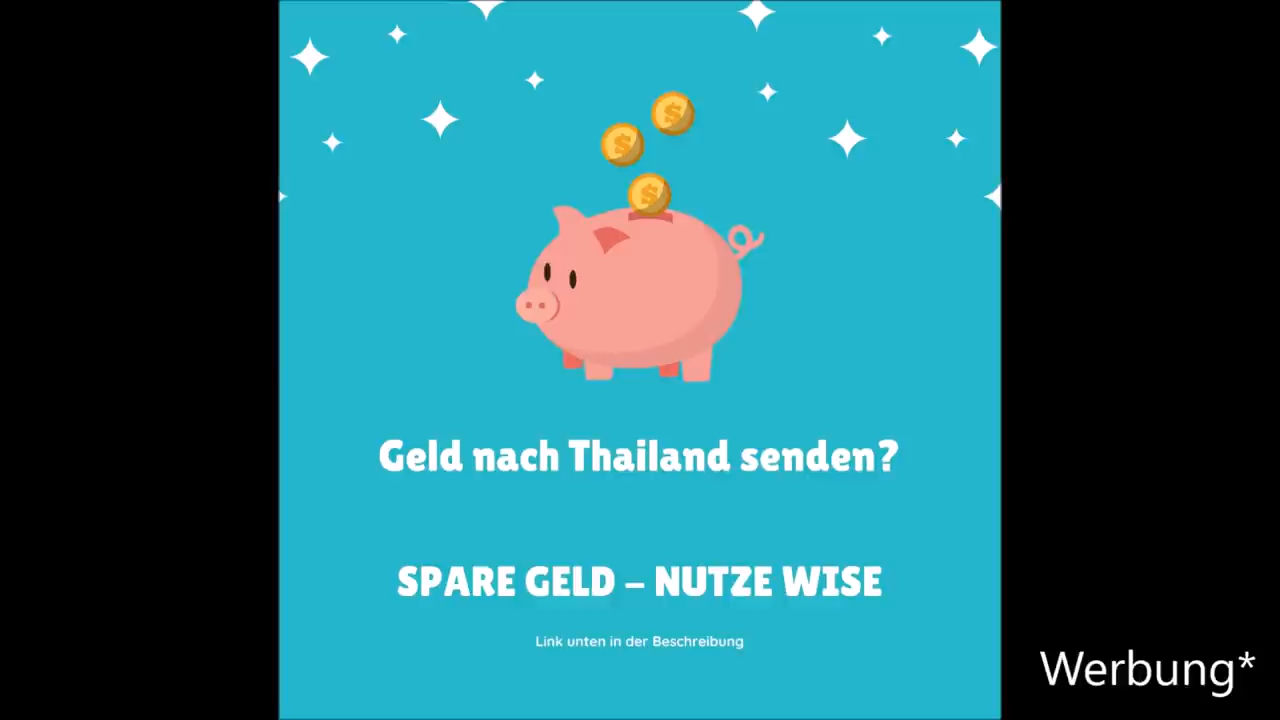 Geld nach Thailand senden?
SPARE GELD – NUTZE WISE
Link unten in der Beschreibung
Werbung*